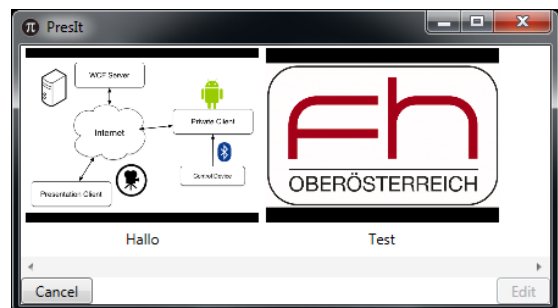 PresIt
WCF Server
Internet
Private Client
Control Device
Presentation Client
fh
OBERÖSTERREICH
Hallo
Test
Cancel
Edit